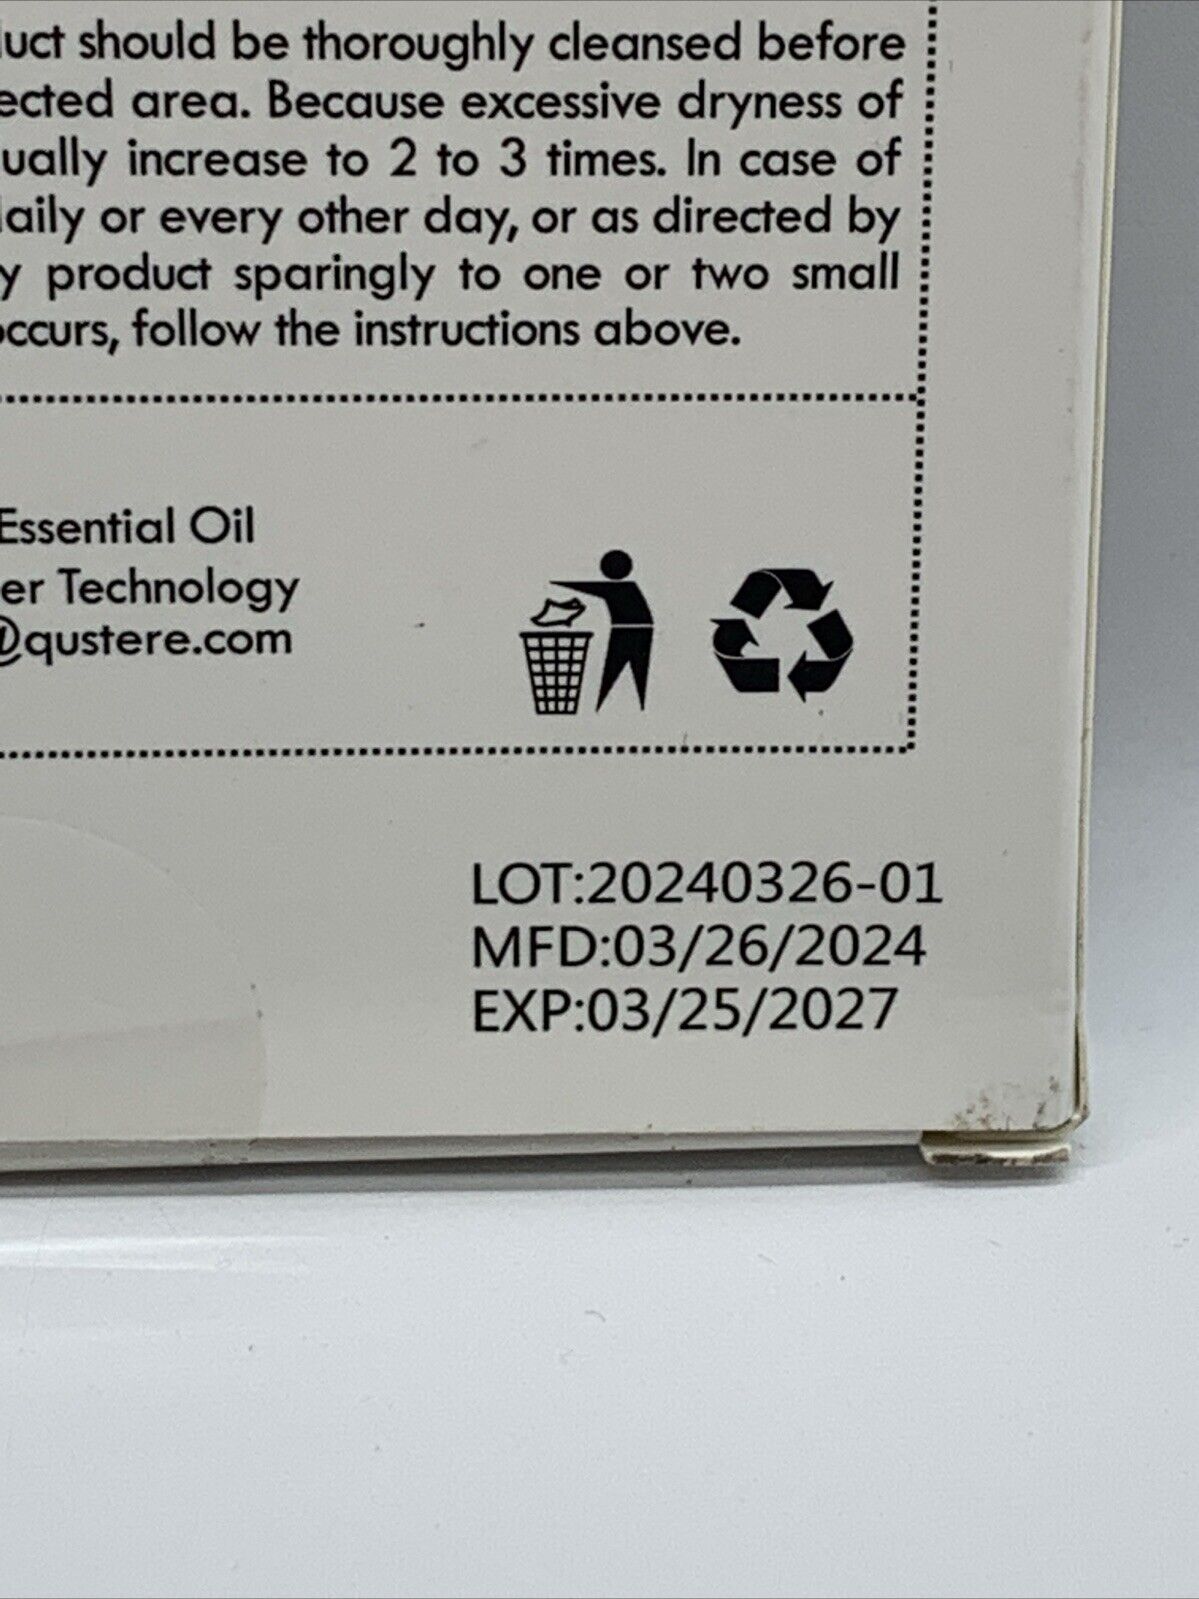 duct should be thoroughly cleansed before
ected area. Because excessive dryness of
ually increase to 2 to 3 times. In case of
daily or every other day, or as directed by
y product sparingly to one or two small
occurs, follow the instructions above.
Essential Oil
er Technology
@qustere.com
LOT:20240326-01
MFD:03/26/2024
EXP:03/25/2027